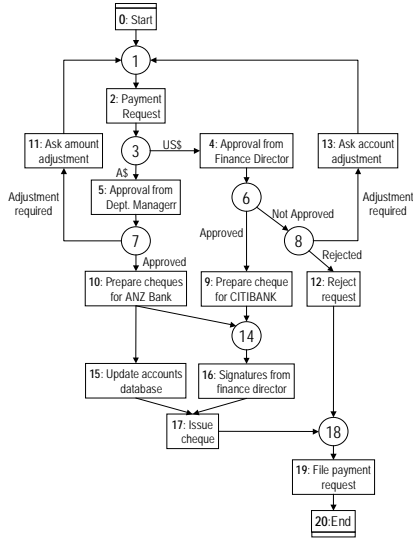 0: Start
1
2: Payment
Request
11: Ask amount
adjustment
3
US$
4: Approval from
Finance Director
13: Ask account
adjustment
A$
5: Approval from
Dept. Managerr
6
Adjustment
required
Not Approved
Adjustment
required
7
Approved
8
Approved
Rejected
10: Prepare cheques
for ANZ Bank
9: Prepare cheque
for CITIBANK
12: Reject
request
14
15: Update accounts
database
16: Signatures from
finance director
17: Issue
cheque
18
19: File payment
request
20:End